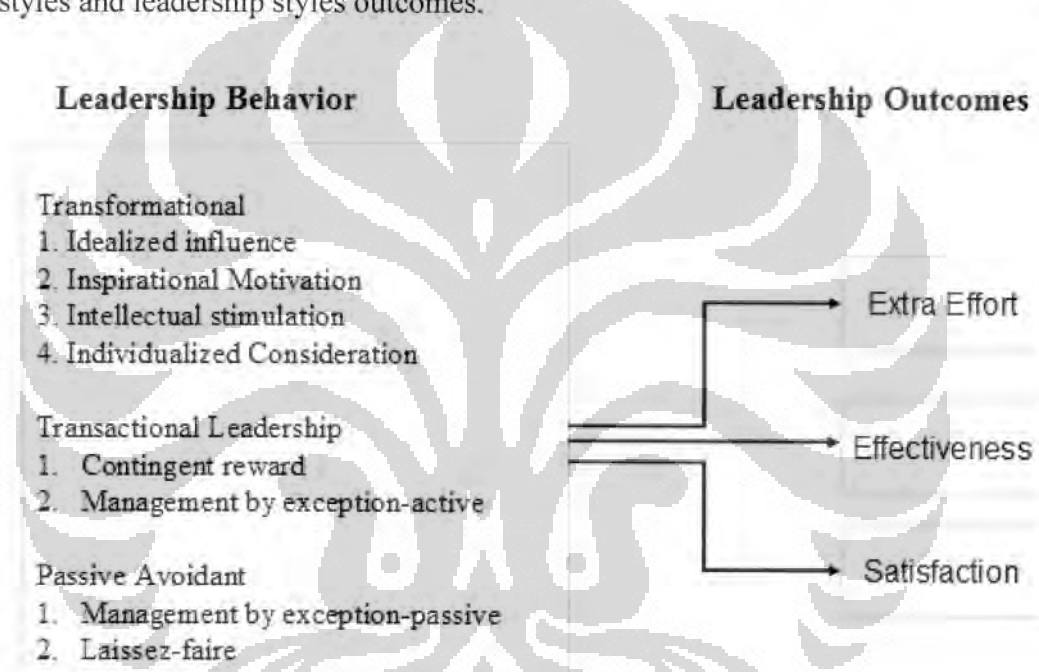 styles and leadership styles outcomes.
Leadership Behavior
Leadership Outcomes
Transformational
1. Idealized influence
2. Inspirational Motivation
3. Intellectual stimulation
4. Individualized Consideration
Transactional Leadership
1. Contingent reward
2. Management by exception-active
Passive Avoidant
1. Management by exception-passive
2. Laissez-faire
Extra Effort
Effectiveness
Satisfaction